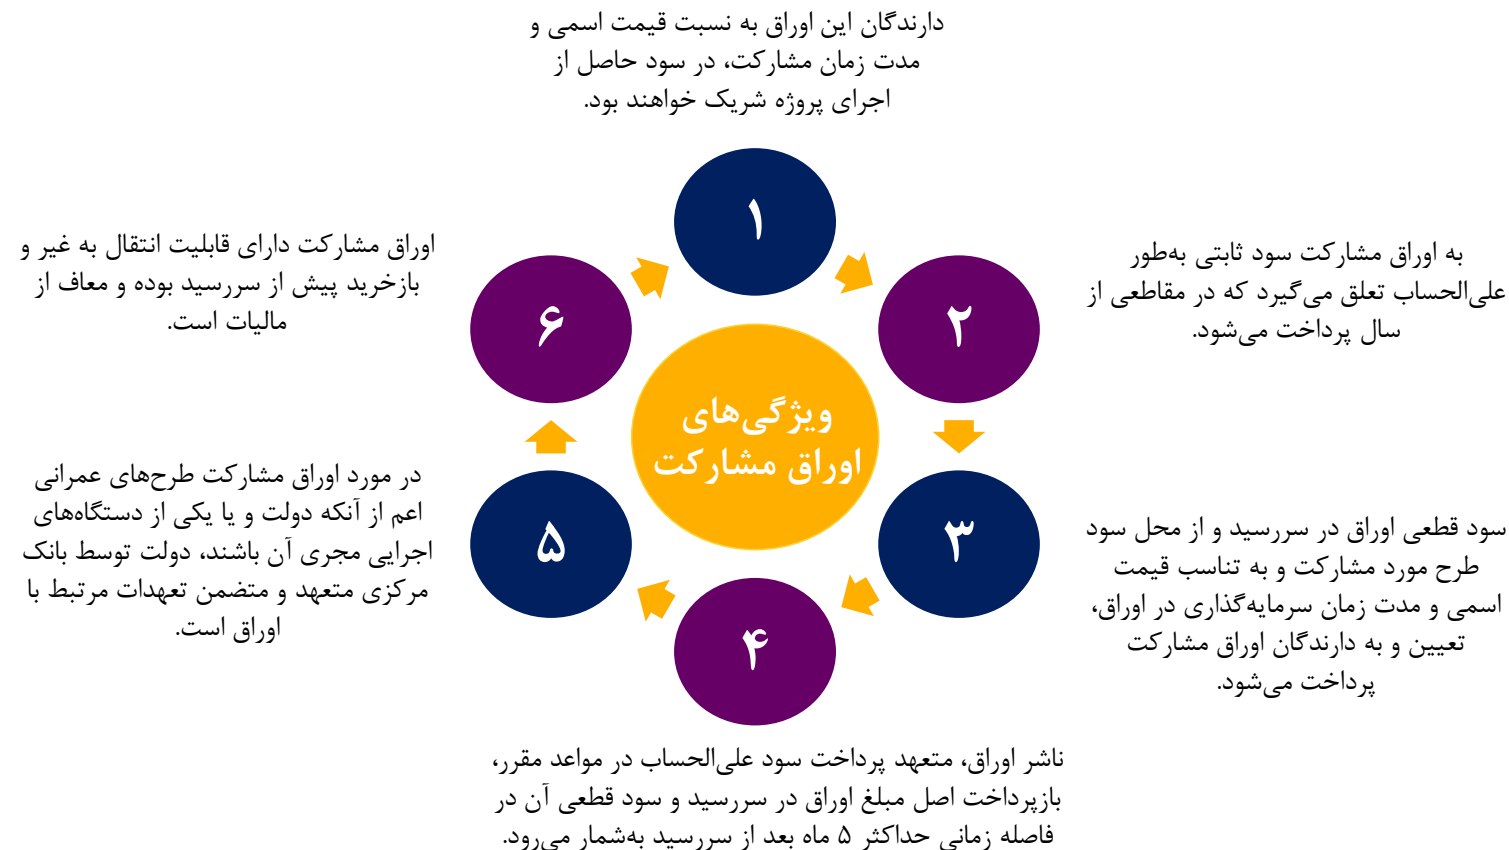 دارندگان این اوراق به نسبت قیمت اسمی و
مدت زمان مشارکت، در سود حاصل از
اجرای پروژه شریک خواهند بود.
۱
به اوراق مشارکت سود ثابتی به‌طور
علی‌الحساب تعلق می‌گیرد که در مقاطعی از
سال پرداخت می‌شود.
۲
سود قطعی اوراق در سررسید و از محل سود
طرح مورد مشارکت و به تناسب قیمت
اسمی و مدت زمان سرمایه‌گذاری در اوراق،
تعیین و به دارندگان اوراق مشارکت
پرداخت می‌شود.
۳
ناشر اوراق، متعهد پرداخت سود علی‌الحساب در مواعد مقرر،
بازپرداخت اصل مبلغ اوراق در سررسید و سود قطعی آن در
فاصله زمانی حداکثر ۵ ماه بعد از سررسید به‌شمار می‌رود.
۴
در مورد اوراق مشارکت طرح‌های عمرانی
اعم از آنکه دولت و یا یکی از دستگاه‌های
اجرایی مجری آن باشند، دولت توسط بانک
مرکزی متعهد و متضمن تعهدات مرتبط با
اوراق است.
۵
اوراق مشارکت دارای قابلیت انتقال به غیر و
بازخرید پیش از سررسید بوده و معاف از
مالیات است.
۶
ویژگی‌های
اوراق مشارکت